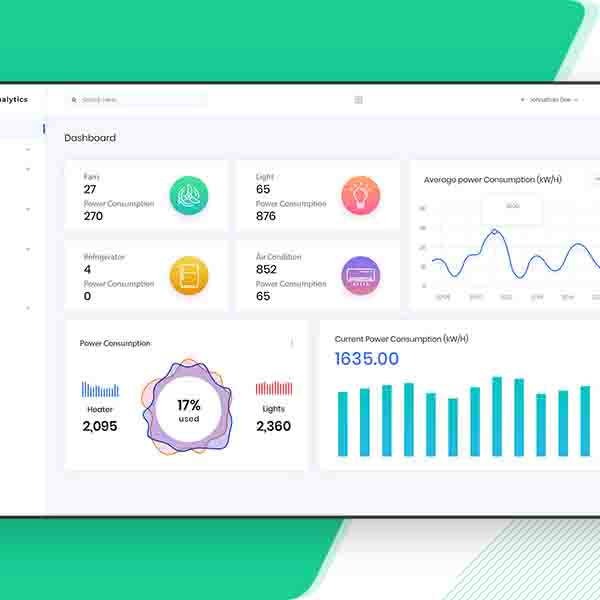 alytics
Search Here..
Johnathan Doe
Dashboard
Fans
27
Power Consumption
270
Light
65
Power Consumption
876
Average power Consumption (kW/H)
Refrigerator
4
Power Consumption
0
Air Condition
852
Power Consumption
65
Power Consumption
Heater
2,095
17%
used
Lights
2,360
Current Power Consumption (kW/H)
1635.00